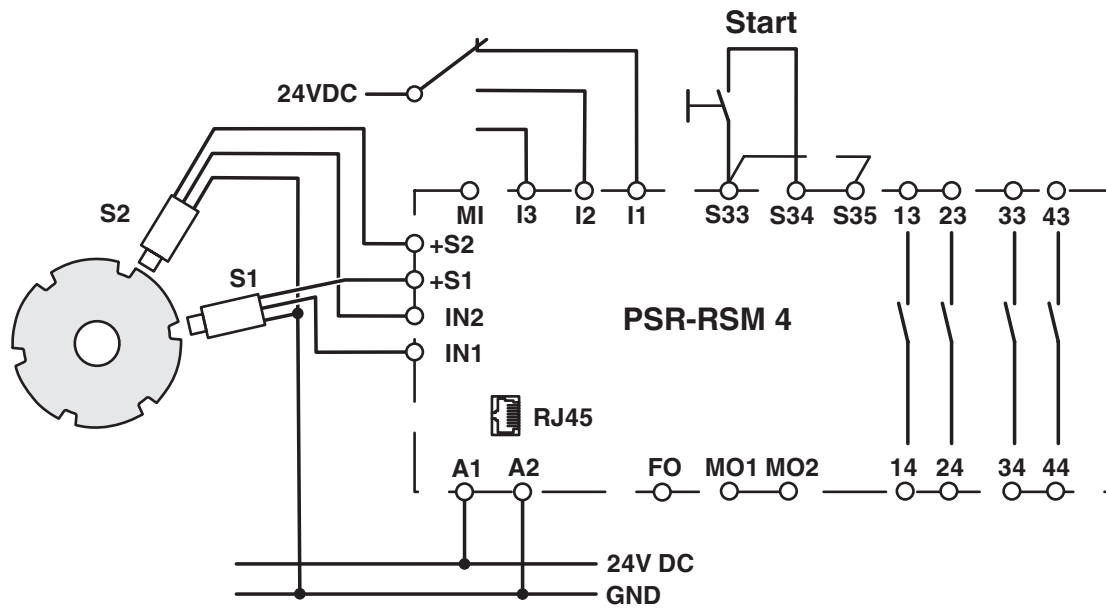 Start
24VDC
S2
MI I3 I2 I1 S33 S34 S35 13 23 33 43
+S2
S1
+S1
IN2
PSR-RSM 4
IN1
RJ45
A1 A2 FO MO1 MO2 14 24 34 44
24V DC
GND